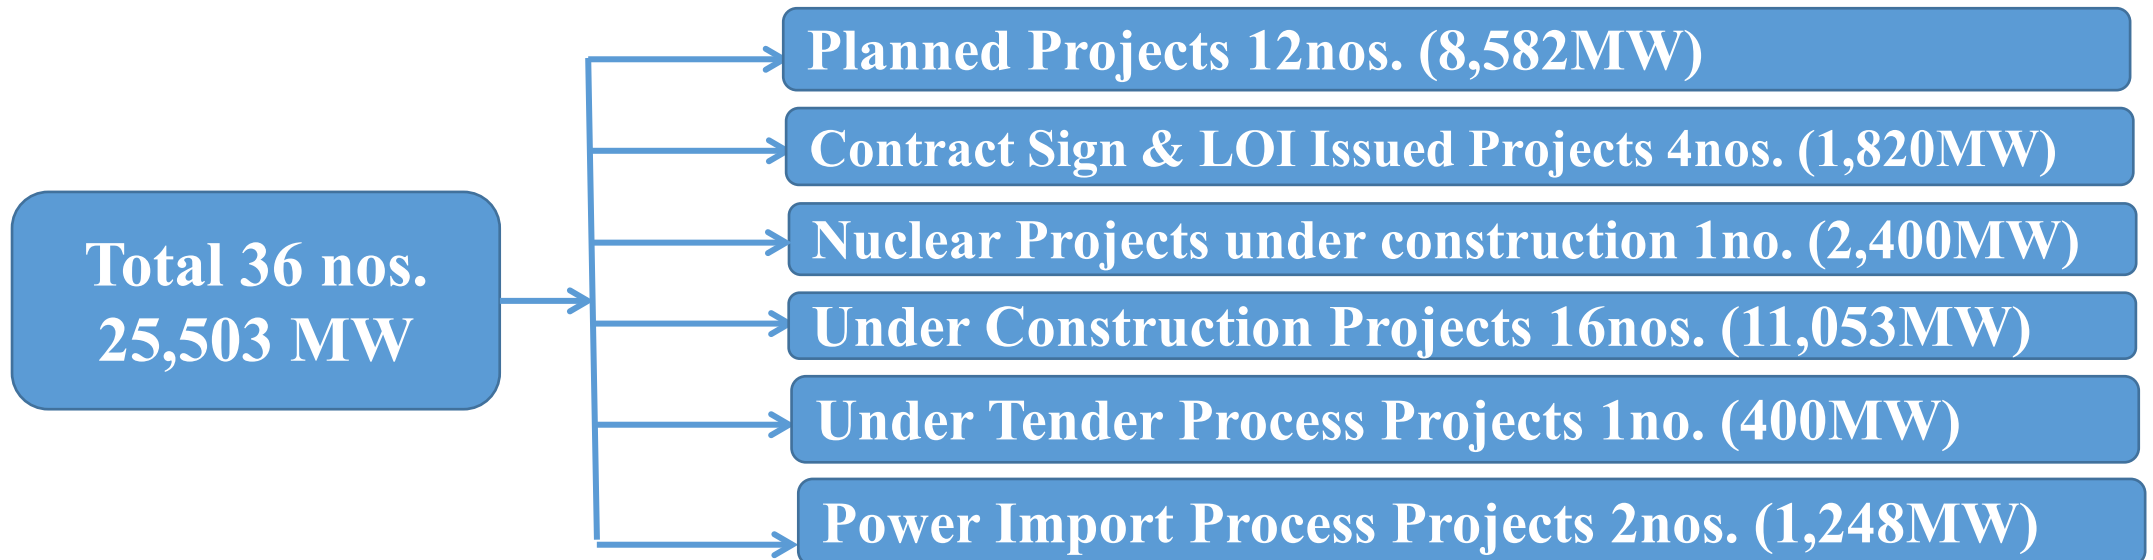 Total 36 nos.
25,503 MW
Planned Projects 12nos. (8,582MW)
Contract Sign & LOI Issued Projects 4nos. (1,820MW)
Nuclear Projects under construction 1no. (2,400MW)
Under Construction Projects 16nos. (11,053MW)
Under Tender Process Projects 1no. (400MW)
Power Import Process Projects 2nos. (1,248MW)